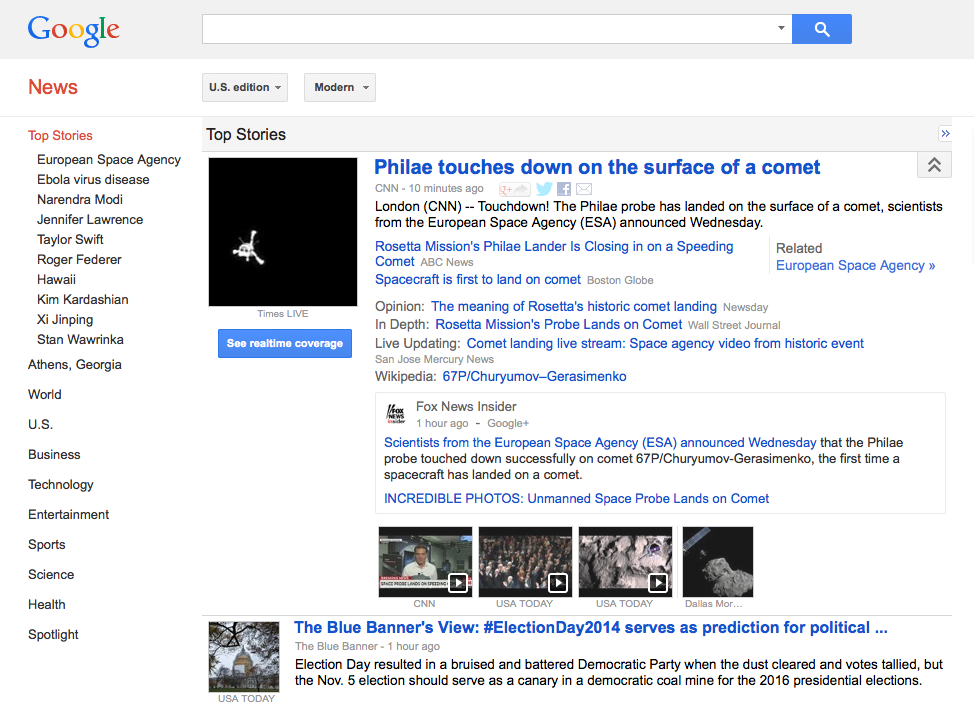 Google
News
U.S. edition
Modern
Top Stories
European Space Agency
Ebola virus disease
Narendra Modi
Jennifer Lawrence
Taylor Swift
Roger Federer
Hawaii
Kim Kardashian
Xi Jinping
Stan Wawrinka
Athens, Georgia
World
U.S.
Business
Technology
Entertainment
Sports
Science
Health
Spotlight
Top Stories
»
Times LIVE
See realtime coverage
Philae touches down on the surface of a comet
CNN - 10 minutes ago
London (CNN) -- Touchdown! The Philae probe has landed on the surface of a comet, scientists
from the European Space Agency (ESA) announced Wednesday.
Rosetta Mission's Philae Lander Is Closing in on a Speeding
Comet ABC News
Spacecraft is first to land on comet Boston Globe
Related
European Space Agency »
Opinion: The meaning of Rosetta's historic comet landing Newsday
In Depth: Rosetta Mission's Probe Lands on Comet Wall Street Journal
Live Updating: Comet landing live stream: Space agency video from historic event
San Jose Mercury News
Wikipedia: 67P/Churyumov–Gerasimenko
FOX
NEWS
insider
Fox News Insider
1 hour ago - Google+
Scientists from the European Space Agency (ESA) announced Wednesday that the Philae
probe touched down successfully on comet 67P/Churyumov-Gerasimenko, the first time a
spacecraft has landed on a comet.
INCREDIBLE PHOTOS: Unmanned Space Probe Lands on Comet
SPACE PROBE LANDS ON SPEEDING
CNN
USA TODAY
USA TODAY
Dallas Mor...
USA TODAY
The Blue Banner's View: #ElectionDay2014 serves as prediction for political ...
The Blue Banner - 1 hour ago
Election Day resulted in a bruised and battered Democratic Party when the dust cleared and votes tallied, but
the Nov. 5 election should serve as a canary in a democratic coal mine for the 2016 presidential elections.